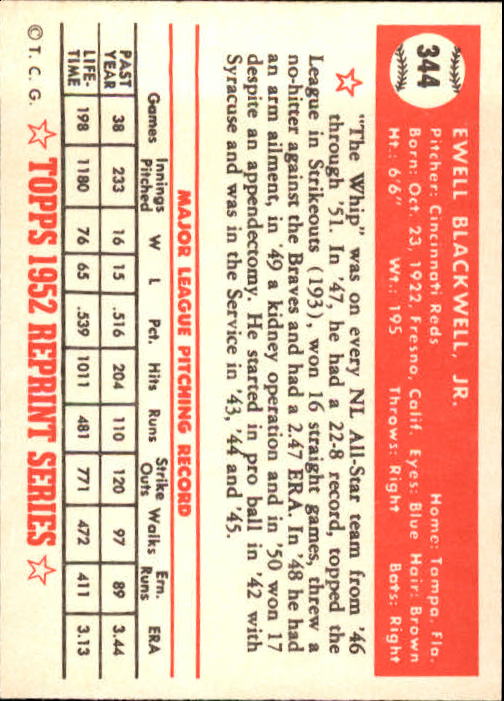 344
EWELL BLACKWELL, JR.
Pitcher: Cincinnati Reds Home: Tampa, Fla.
Born: Oct. 23, 1922, Fresno, Calif. Eyes: Blue Hair: Brown
Ht.: 6'6" Wt.: 195 Throws: Right Bats: Right
"The Whip" was on every NL All-Star team from '46
through '51. In '47, he had a 22-8 record, topped the
League in Strikeouts (193), won 16 straight games, threw a
no-hitter against the Braves and had a 2.47 ERA. In '48 he had
an arm ailment, in '49 a kidney operation and in '50 won 17
despite an appendectomy. He started in pro ball in '42 with
Syracuse and was in the Service in '43, '44 and '45.
MAJOR LEAGUE PITCHING RECORD
Games Innings Pitched W L Pct. Hits Runs Strike Outs Walks Ern. Runs ERA
PAST YEAR 38 233 16 15 .516 204 110 120 97 89 3.44
LIFE-TIME 198 1180 76 65 .539 1011 481 771 472 411 3.13
© T. C. G. TOPPS 1952 REPRINT SERIES